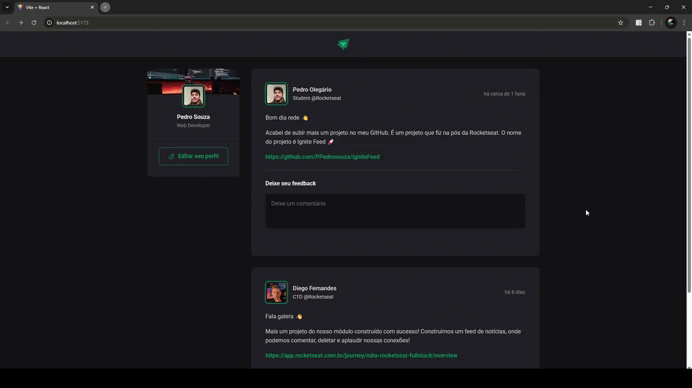 Vite + React
localhost:5173
Pedro Souza
Web Developer
Editar seu perfil
Pedro Olegário
Student @Rocketseat
há cerca de 1 hora
Bom dia rede 👋
Acabei de subir mais um projeto no meu GitHub. É um projeto que fiz na pós da Rocketseat. O nome
do projeto é Ignite Feed 🚀
https://github.com/PPedrosouza/IgniteFeed
Deixe seu feedback
Deixe um comentário
Diego Fernandes
CTO @Rocketseat
há 8 dias
Fala galera 👋
Mais um projeto do nosso módulo construído com sucesso! Construímos um feed de notícias, onde
podemos comentar, deletar e aplaudir nossas conexões!
https://app.rocketseat.com.br/journey/mba-rocketseat-fullstack/overview